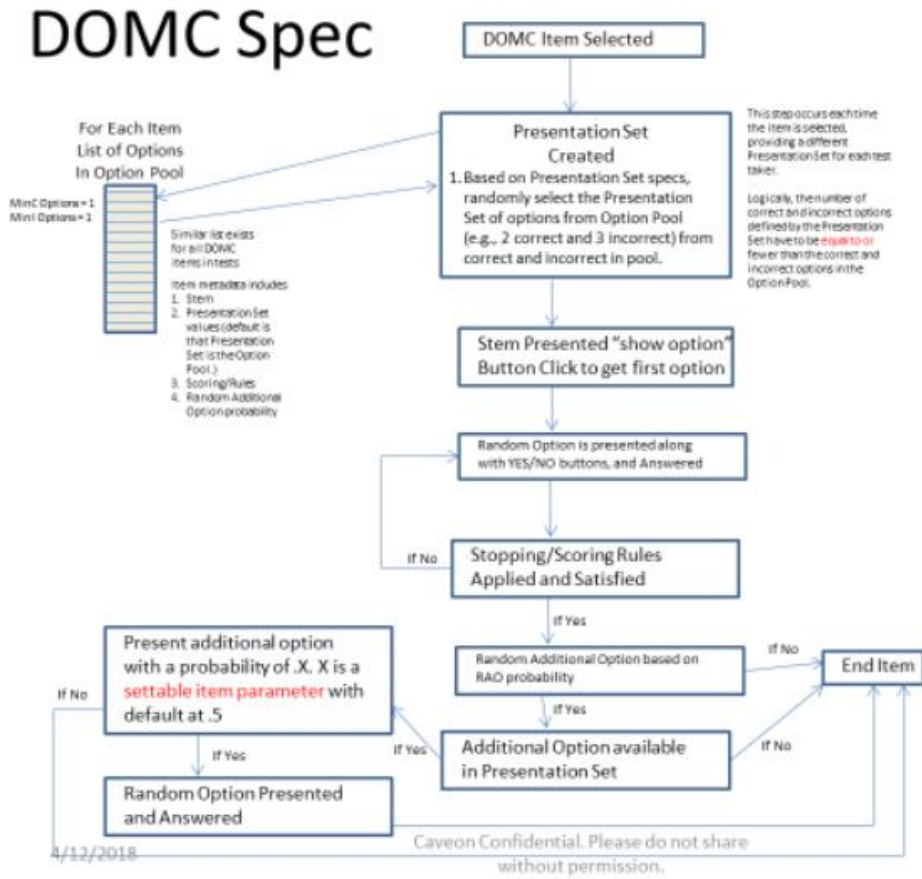 DOMC Spec
DOMC Item Selected
For Each Item
List of Options
In Option Pool
MinC Options = 1
MinI Options = 1
Similar list exists
for all DOMC
items in tests
Item metadata includes
1. Stem
2. Presentation Set
values (default is
that Presentation
Set is the Option
Pool.)
3. Scoring/Rules
4. Random Additional
Option probability
Presentation Set
Created
1. Based on Presentation Set specs,
randomly select the Presentation
Set of options from Option Pool
(e.g., 2 correct and 3 incorrect) from
correct and incorrect in pool.
This step occurs each time
the item is selected,
providing a different
Presentation Set for each test
taker.
Logically, the number of
correct and incorrect options
defined by the Presentation
Set have to be equal to or
fewer than the correct and
incorrect options in the
Option Pool.
Stem Presented "show option"
Button Click to get first option
Random Option is presented along
with YES/NO buttons, and Answered
If No
Stopping/Scoring Rules
Applied and Satisfied
If Yes
Random Additional Option based on
RAO probability
If No
End Item
If Yes
Additional Option available
in Presentation Set
If No
If Yes
Present additional option
with a probability of .X. X is a
settable item parameter with
default at .5
If No
If Yes
Random Option Presented
and Answered
4/12/2018
Caveon Confidential. Please do not share
without permission.